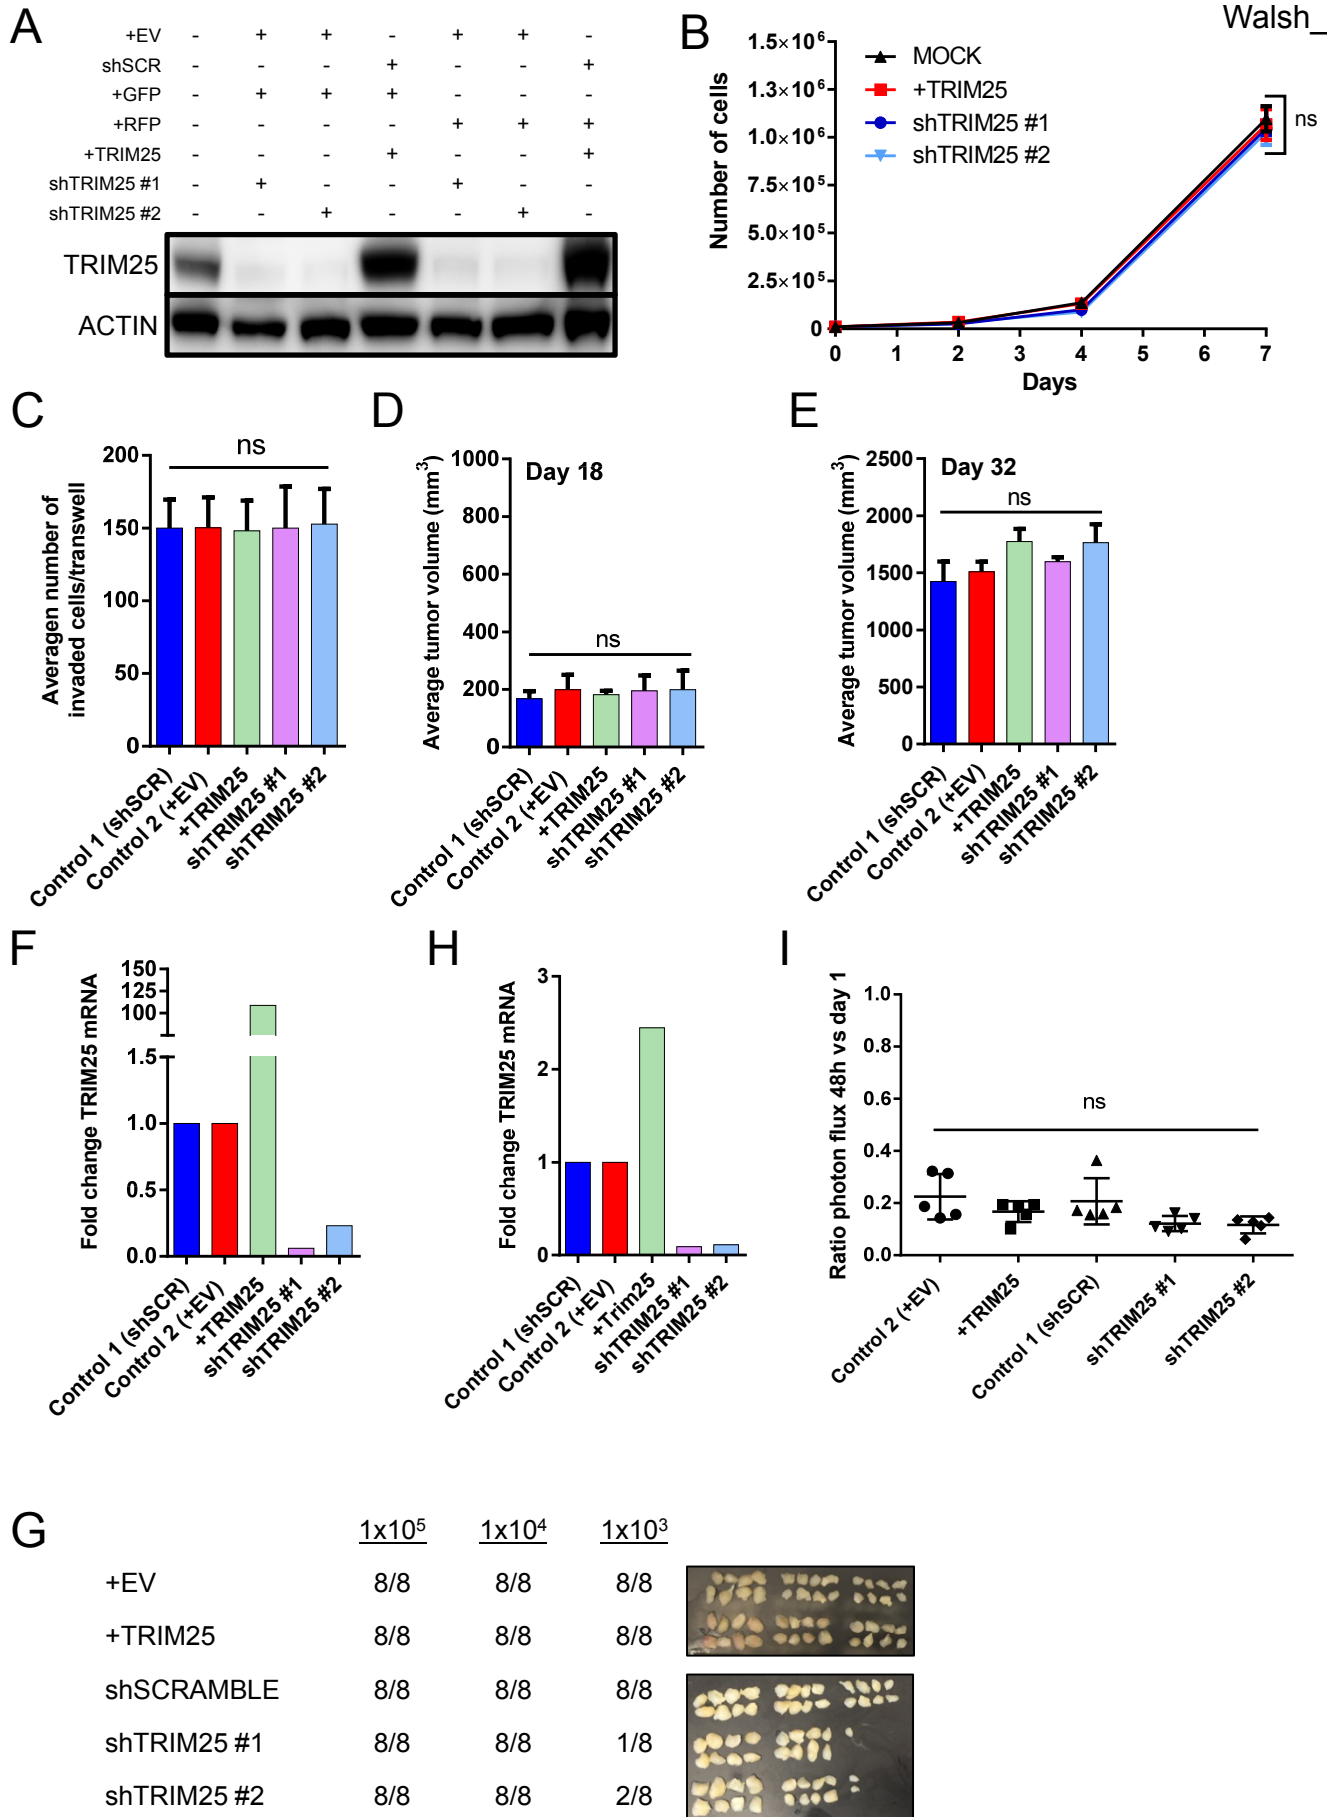 Walsh_
A
+EV - + + - + + -
shSCR - - - + - - +
+GFP - + + + - - -
+RFP - - - - + + +
+TRIM25 - - - + - - +
shTRIM25 #1 - + - - + - -
shTRIM25 #2 - - + - - + -
TRIM25
ACTIN
B
Number of cells
1.5×10⁶
1.3×10⁶
1.0×10⁶
7.5×10⁵
5.0×10⁵
2.5×10⁵
0
MOCK
+TRIM25
shTRIM25 #1
shTRIM25 #2
ns
0 1 2 3 4 5 6 7
Days
C
Averagen number of
invaded cells/transwell
200
150
100
50
0
ns
Control 1 (shSCR)
Control 2 (+EV)
+TRIM25
shTRIM25 #1
shTRIM25 #2
D
Average tumor volume (mm³)
1000
800
600
400
200
0
Day 18
ns
Control 1 (shSCR)
Control 2 (+EV)
+TRIM25
shTRIM25 #1
shTRIM25 #2
E
Average tumor volume (mm³)
2500
2000
1500
1000
500
0
Day 32
ns
Control 1 (shSCR)
Control 2 (+EV)
+TRIM25
shTRIM25 #1
shTRIM25 #2
F
Fold change TRIM25 mRNA
150
125
100
1.5
1.0
0.5
0.0
Control 1 (shSCR)
Control 2 (+EV)
+TRIM25
shTRIM25 #1
shTRIM25 #2
H
Fold change TRIM25 mRNA
3
2
1
0
Control 1 (shSCR)
Control 2 (+EV)
+Trim25
shTRIM25 #1
shTRIM25 #2
I
Ratio photon flux 48h vs day 1
1.0
0.8
0.6
0.4
0.2
0.0
ns
Control 2 (+EV)
+TRIM25
Control 1 (shSCR)
shTRIM25 #1
shTRIM25 #2
G
1x10⁵ 1x10⁴ 1x10³
+EV 8/8 8/8 8/8
+TRIM25 8/8 8/8 8/8
shSCRAMBLE 8/8 8/8 8/8
shTRIM25 #1 8/8 8/8 1/8
shTRIM25 #2 8/8 8/8 2/8